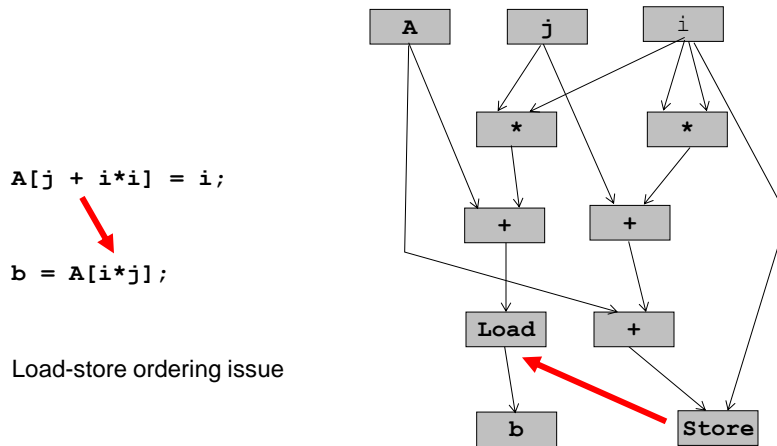 A j i
* *
A[j + i*i] = i;
+ +
b = A[i*j];
Load +
Load-store ordering issue
b Store